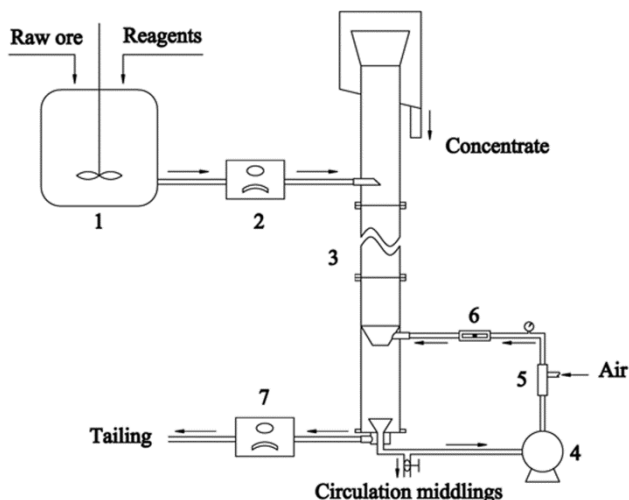 Raw ore
Reagents
Concentrate
1
2
3
6
5
Air
7
4
Tailing
Circulation middlings